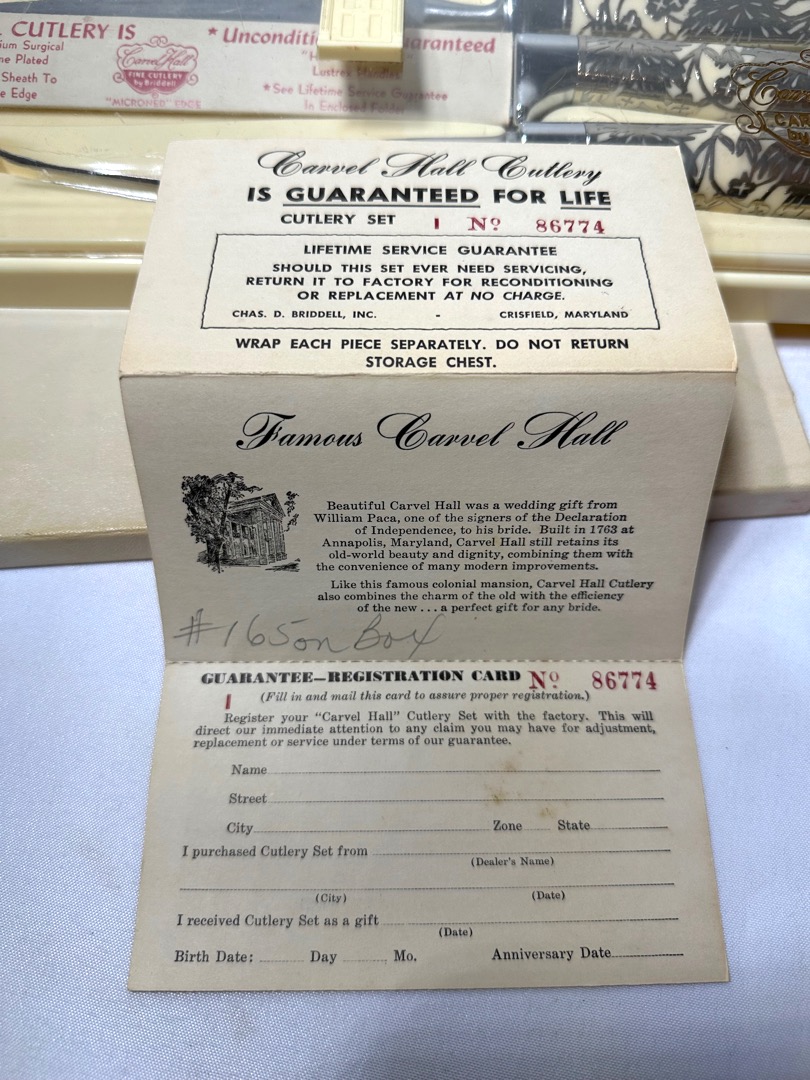 CUTLERY IS
Surgical
Plated
Sheath To
Edge
Carvel Hall
FINE CUTLERY
by Briddell
"MICROHED" EDGE
* Unconditi aranteed
Lustrex
* See Lifetime Service Guarantee
In Enclosed Folder
Carvel Hall Cutlery
IS GUARANTEED FOR LIFE
CUTLERY SET I Nº 86774
LIFETIME SERVICE GUARANTEE
SHOULD THIS SET EVER NEED SERVICING,
RETURN IT TO FACTORY FOR RECONDITIONING
OR REPLACEMENT AT NO CHARGE.
CHAS. D. BRIDDELL, INC. - CRISFIELD, MARYLAND
WRAP EACH PIECE SEPARATELY. DO NOT RETURN
STORAGE CHEST.
Famous Carvel Hall
Beautiful Carvel Hall was a wedding gift from
William Paca, one of the signers of the Declaration
of Independence, to his bride. Built in 1763 at
Annapolis, Maryland, Carvel Hall still retains its
old-world beauty and dignity, combining them with
the convenience of many modern improvements.
Like this famous colonial mansion, Carvel Hall Cutlery
also combines the charm of the old with the efficiency
of the new . . . a perfect gift for any bride.
#165 on Box
GUARANTEE—REGISTRATION CARD Nº 86774
I (Fill in and mail this card to assure proper registration.)
Register your "Carvel Hall" Cutlery Set with the factory. This will
direct our immediate attention to any claim you may have for adjustment,
replacement or service under terms of our guarantee.
Name
Street
City Zone State
I purchased Cutlery Set from
(Dealer's Name)
(City) (Date)
I received Cutlery Set as a gift
(Date)
Birth Date: Day Mo. Anniversary Date